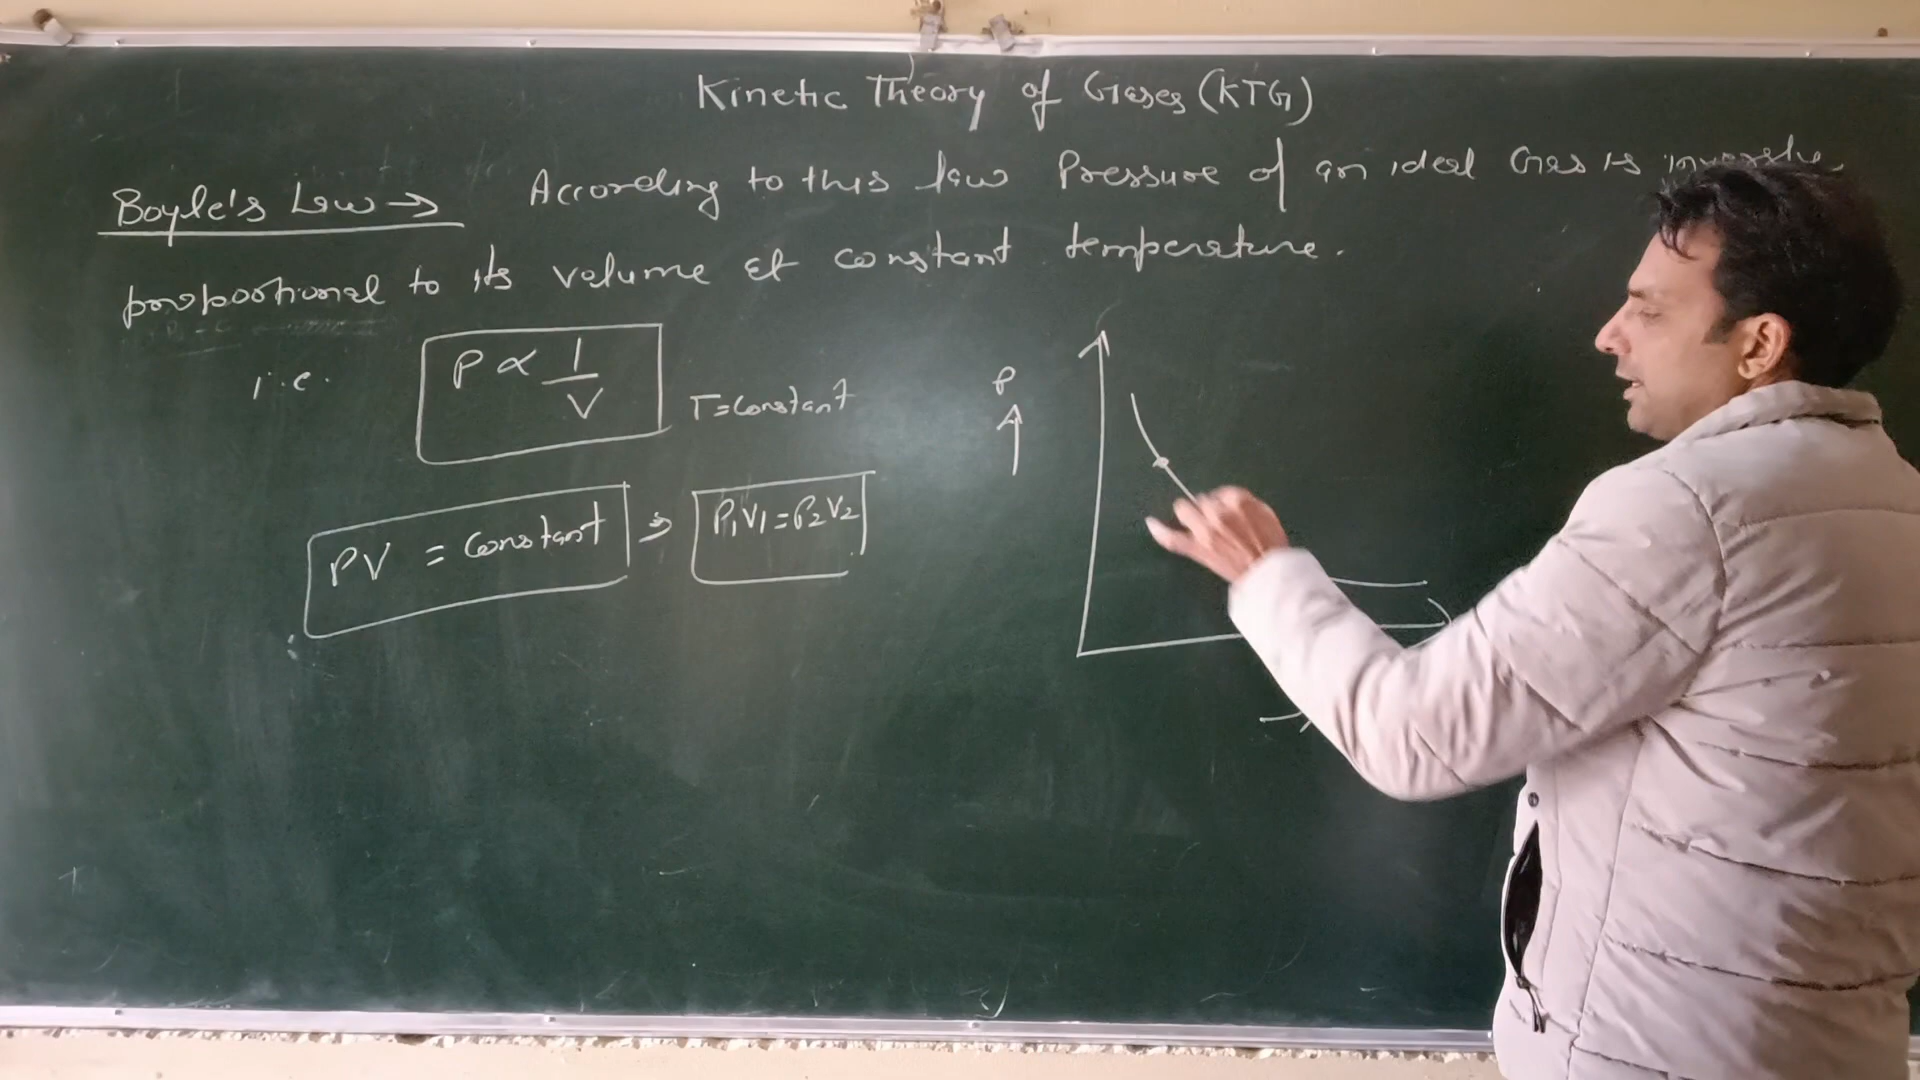 Kinetic Theory of Gases (KTG)
Boyle's Law → According to this law Pressure of an ideal Gas is
proportional to its volume at constant temperature.
i.e. P ∝ 1/V T = constant
PV = constant ⇒ P₁V₁ = P₂V₂
P